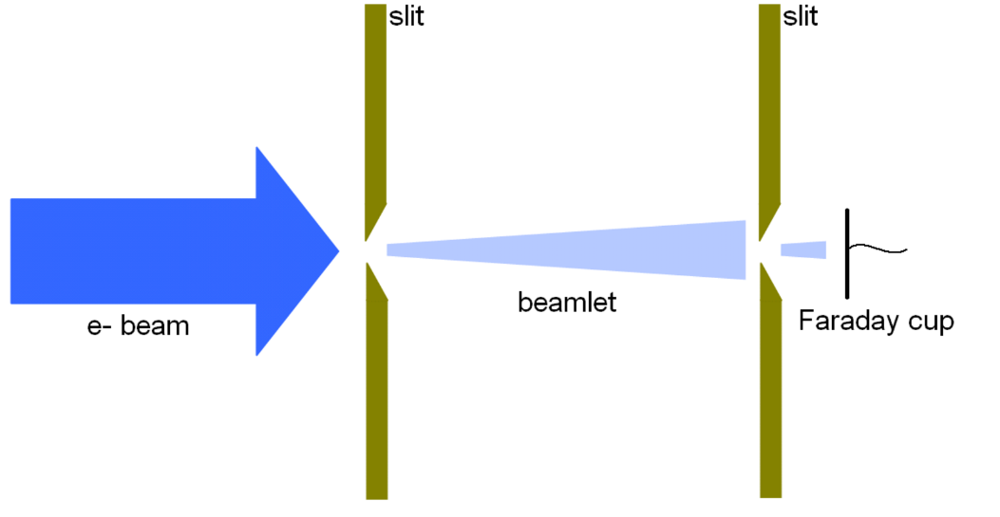 slit
slit
e- beam
beamlet
Faraday cup